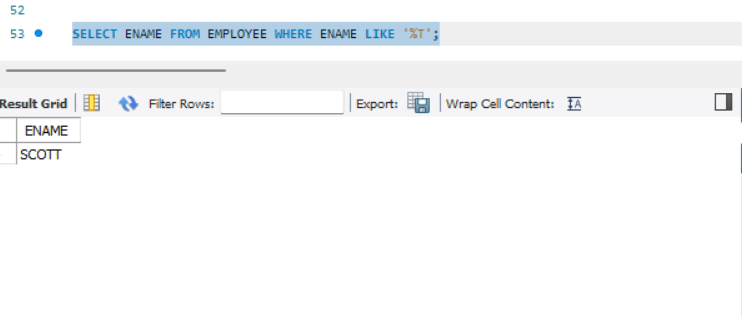 52
53 SELECT ENAME FROM EMPLOYEE WHERE ENAME LIKE '%T';
Result Grid Filter Rows: Export: Wrap Cell Content: IA
ENAME
SCOTT